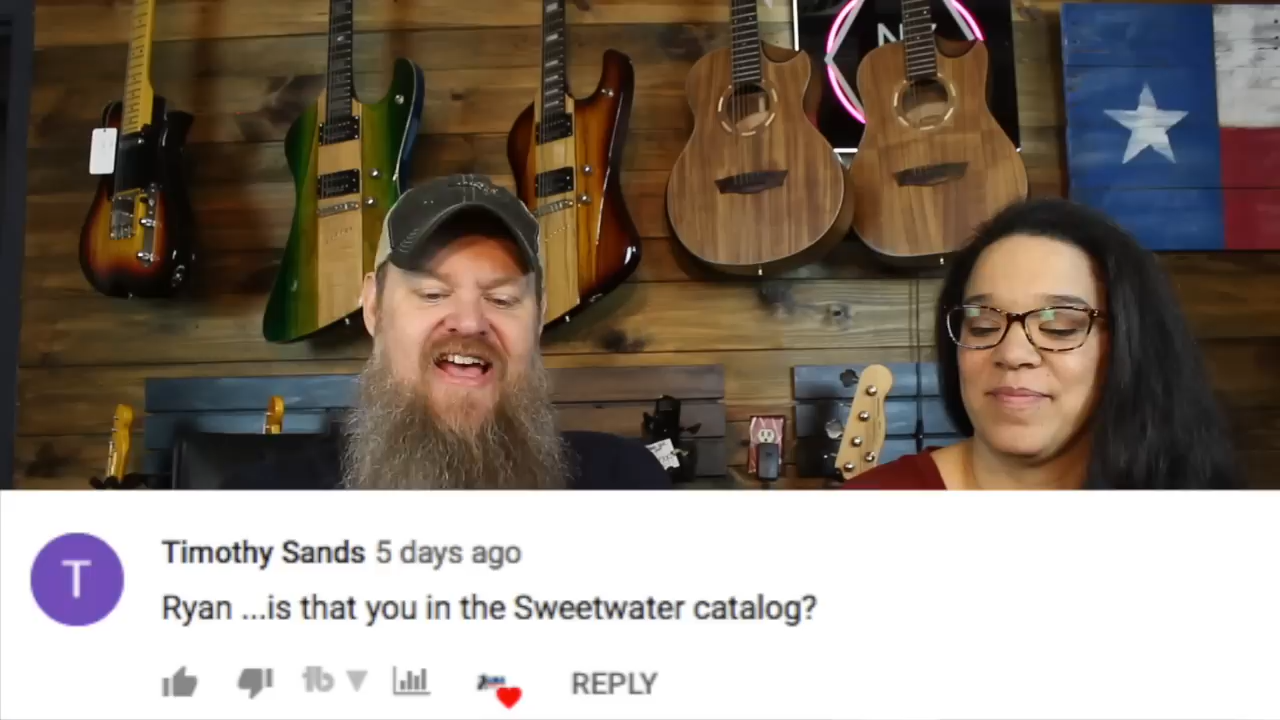 Timothy Sands 5 days ago
Ryan ...is that you in the Sweetwater catalog?
REPLY